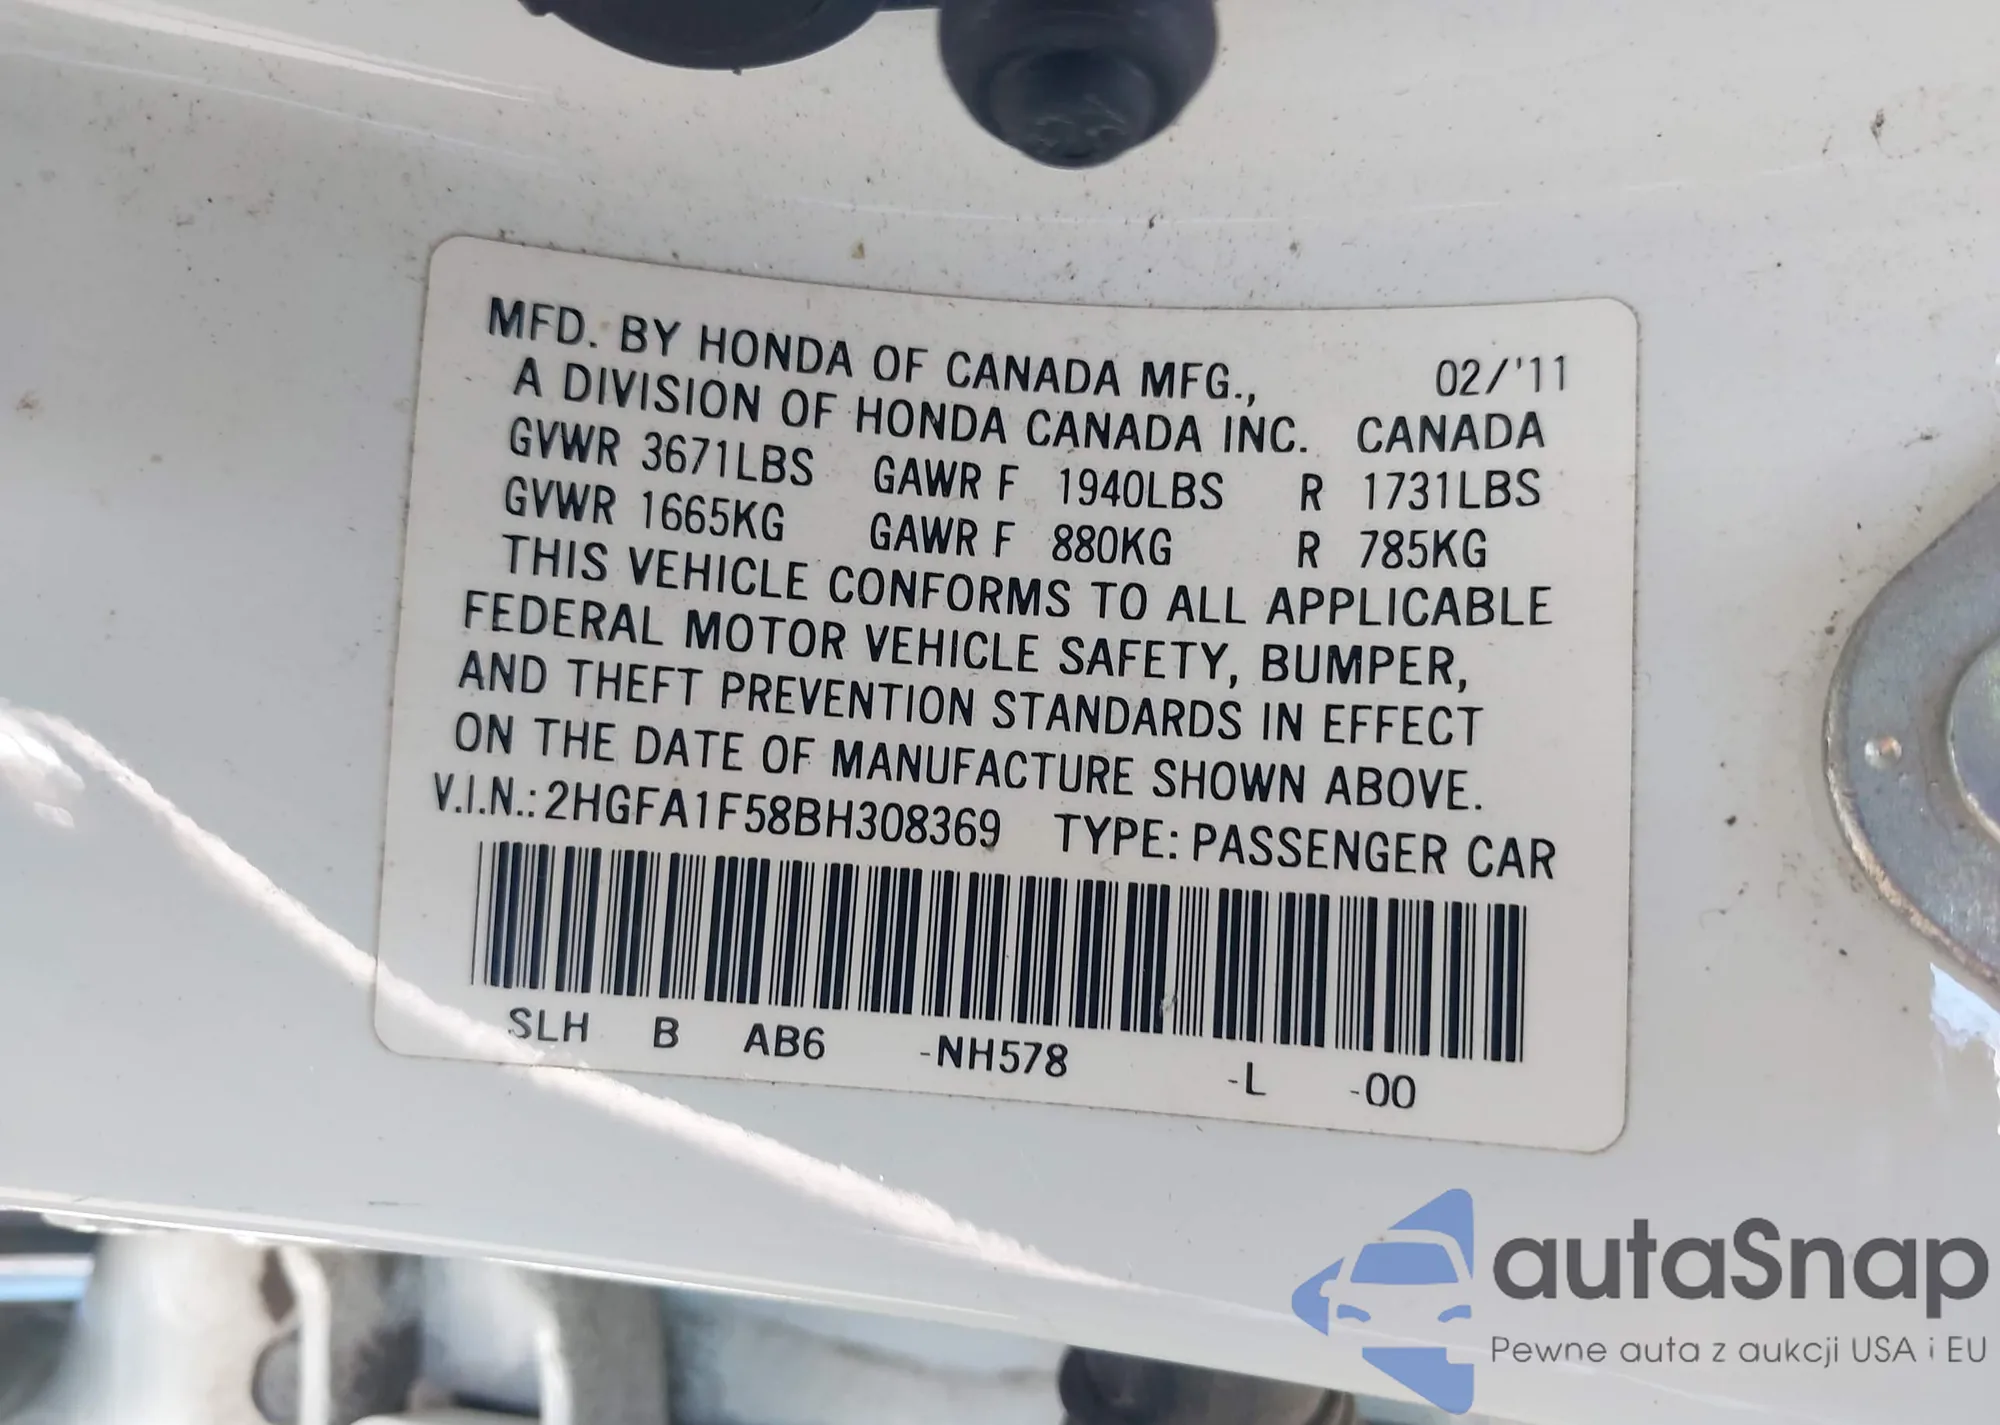 MFD. BY HONDA OF CANADA MFG., 02/'11
A DIVISION OF HONDA CANADA INC. CANADA
GVWR 3671LBS GAWR F 1940LBS R 1731LBS
GVWR 1665KG GAWR F 880KG R 785KG
THIS VEHICLE CONFORMS TO ALL APPLICABLE
FEDERAL MOTOR VEHICLE SAFETY, BUMPER,
AND THEFT PREVENTION STANDARDS IN EFFECT
ON THE DATE OF MANUFACTURE SHOWN ABOVE.
V.I.N.: 2HGFA1F58BH308369 TYPE: PASSENGER CAR
SLH B AB6 -NH578 -L -00
autaSnap
Pewne auta z aukcji USA i EU